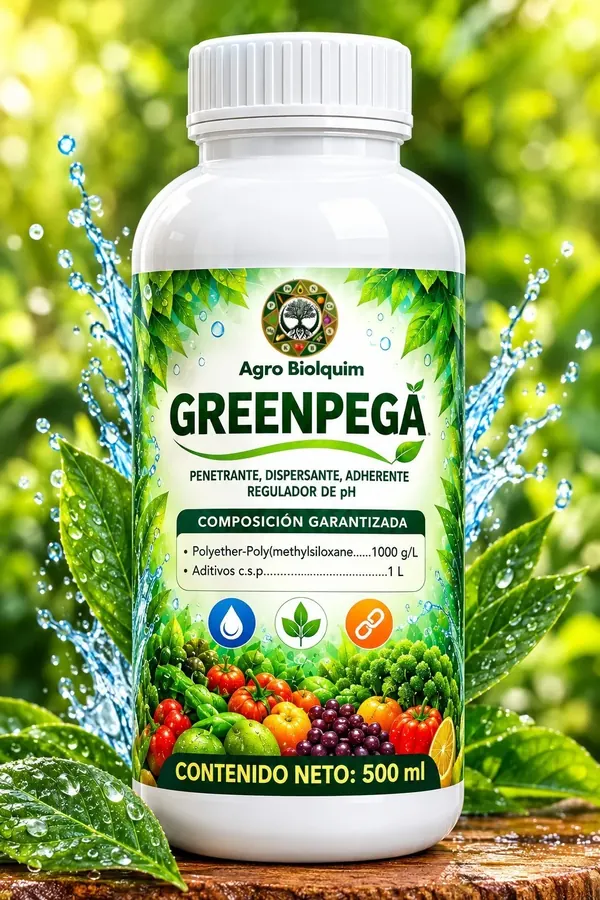 Agro Biolquim
GREENPEGA
PENETRANTE, DISPERSANTE, ADHERENTE
REGULADOR DE pH
COMPOSICIÓN GARANTIZADA
• Polyether-Poly(methylsiloxane......1000 g/L
• Aditivos c.s.p.................................1 L
CONTENIDO NETO: 500 ml